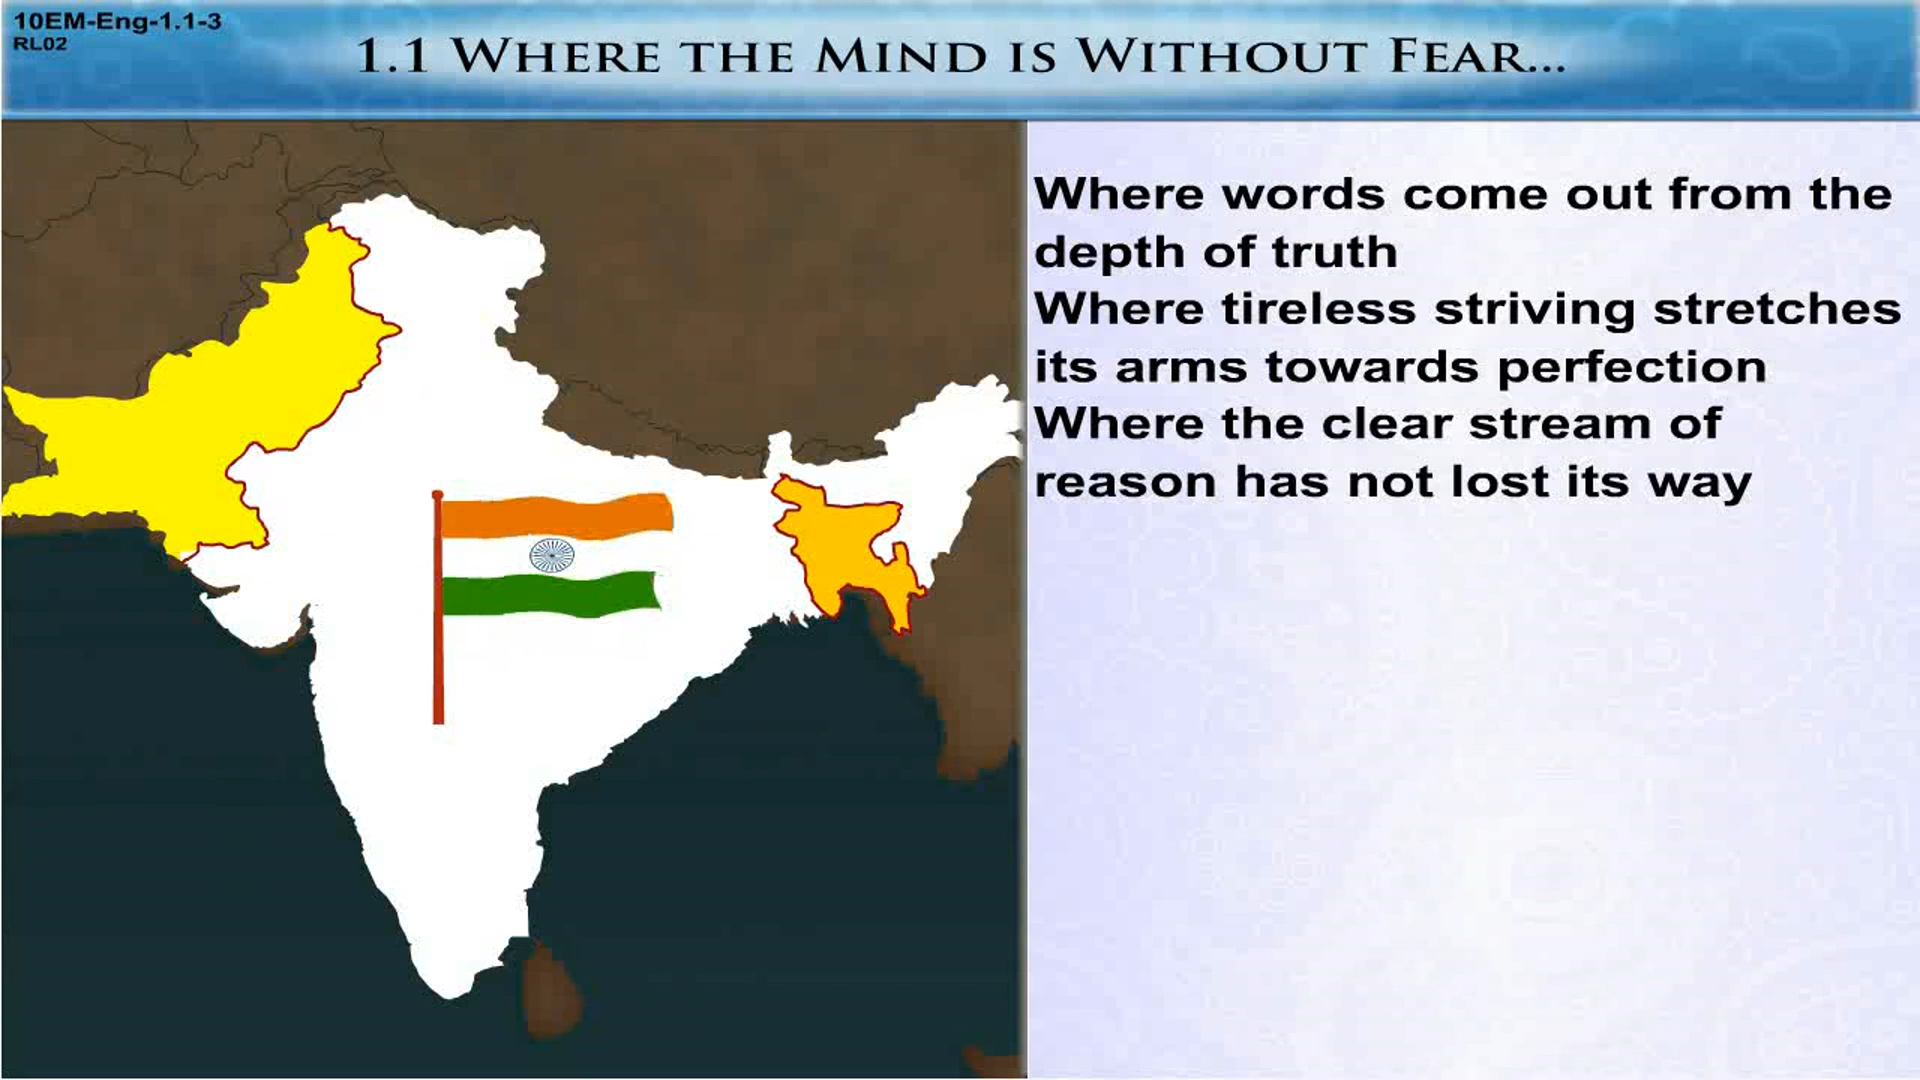 10EM-Eng-1.1-3
RL02
1.1 Where the Mind is Without Fear...
Where words come out from the
depth of truth
Where tireless striving stretches
its arms towards perfection
Where the clear stream of
reason has not lost its way